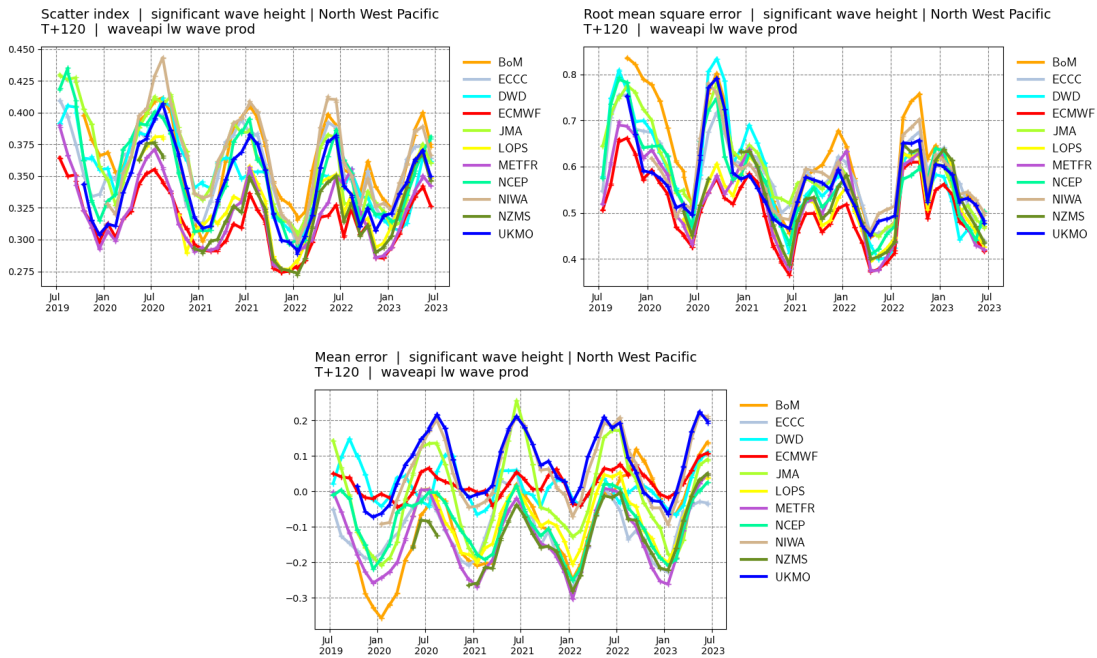 Scatter index | significant wave height | North West Pacific
T+120 | waveapi lw wave prod
0.450
0.425
0.400
0.375
0.350
0.325
0.300
0.275
Jul
2019
Jan
2020
Jul
2020
Jan
2021
Jul
2021
Jan
2022
Jul
2022
Jan
2023
Jul
2023
BoM
ECCC
DWD
ECMWF
JMA
LOPS
METFR
NCEP
NIWA
NZMS
UKMO
Root mean square error | significant wave height | North West Pacific
T+120 | waveapi lw wave prod
0.8
0.7
0.6
0.5
0.4
Jul
2019
Jan
2020
Jul
2020
Jan
2021
Jul
2021
Jan
2022
Jul
2022
Jan
2023
Jul
2023
BoM
ECCC
DWD
ECMWF
JMA
LOPS
METFR
NCEP
NIWA
NZMS
UKMO
Mean error | significant wave height | North West Pacific
T+120 | waveapi lw wave prod
0.2
0.1
0.0
−0.1
−0.2
−0.3
Jul
2019
Jan
2020
Jul
2020
Jan
2021
Jul
2021
Jan
2022
Jul
2022
Jan
2023
Jul
2023
BoM
ECCC
DWD
ECMWF
JMA
LOPS
METFR
NCEP
NIWA
NZMS
UKMO